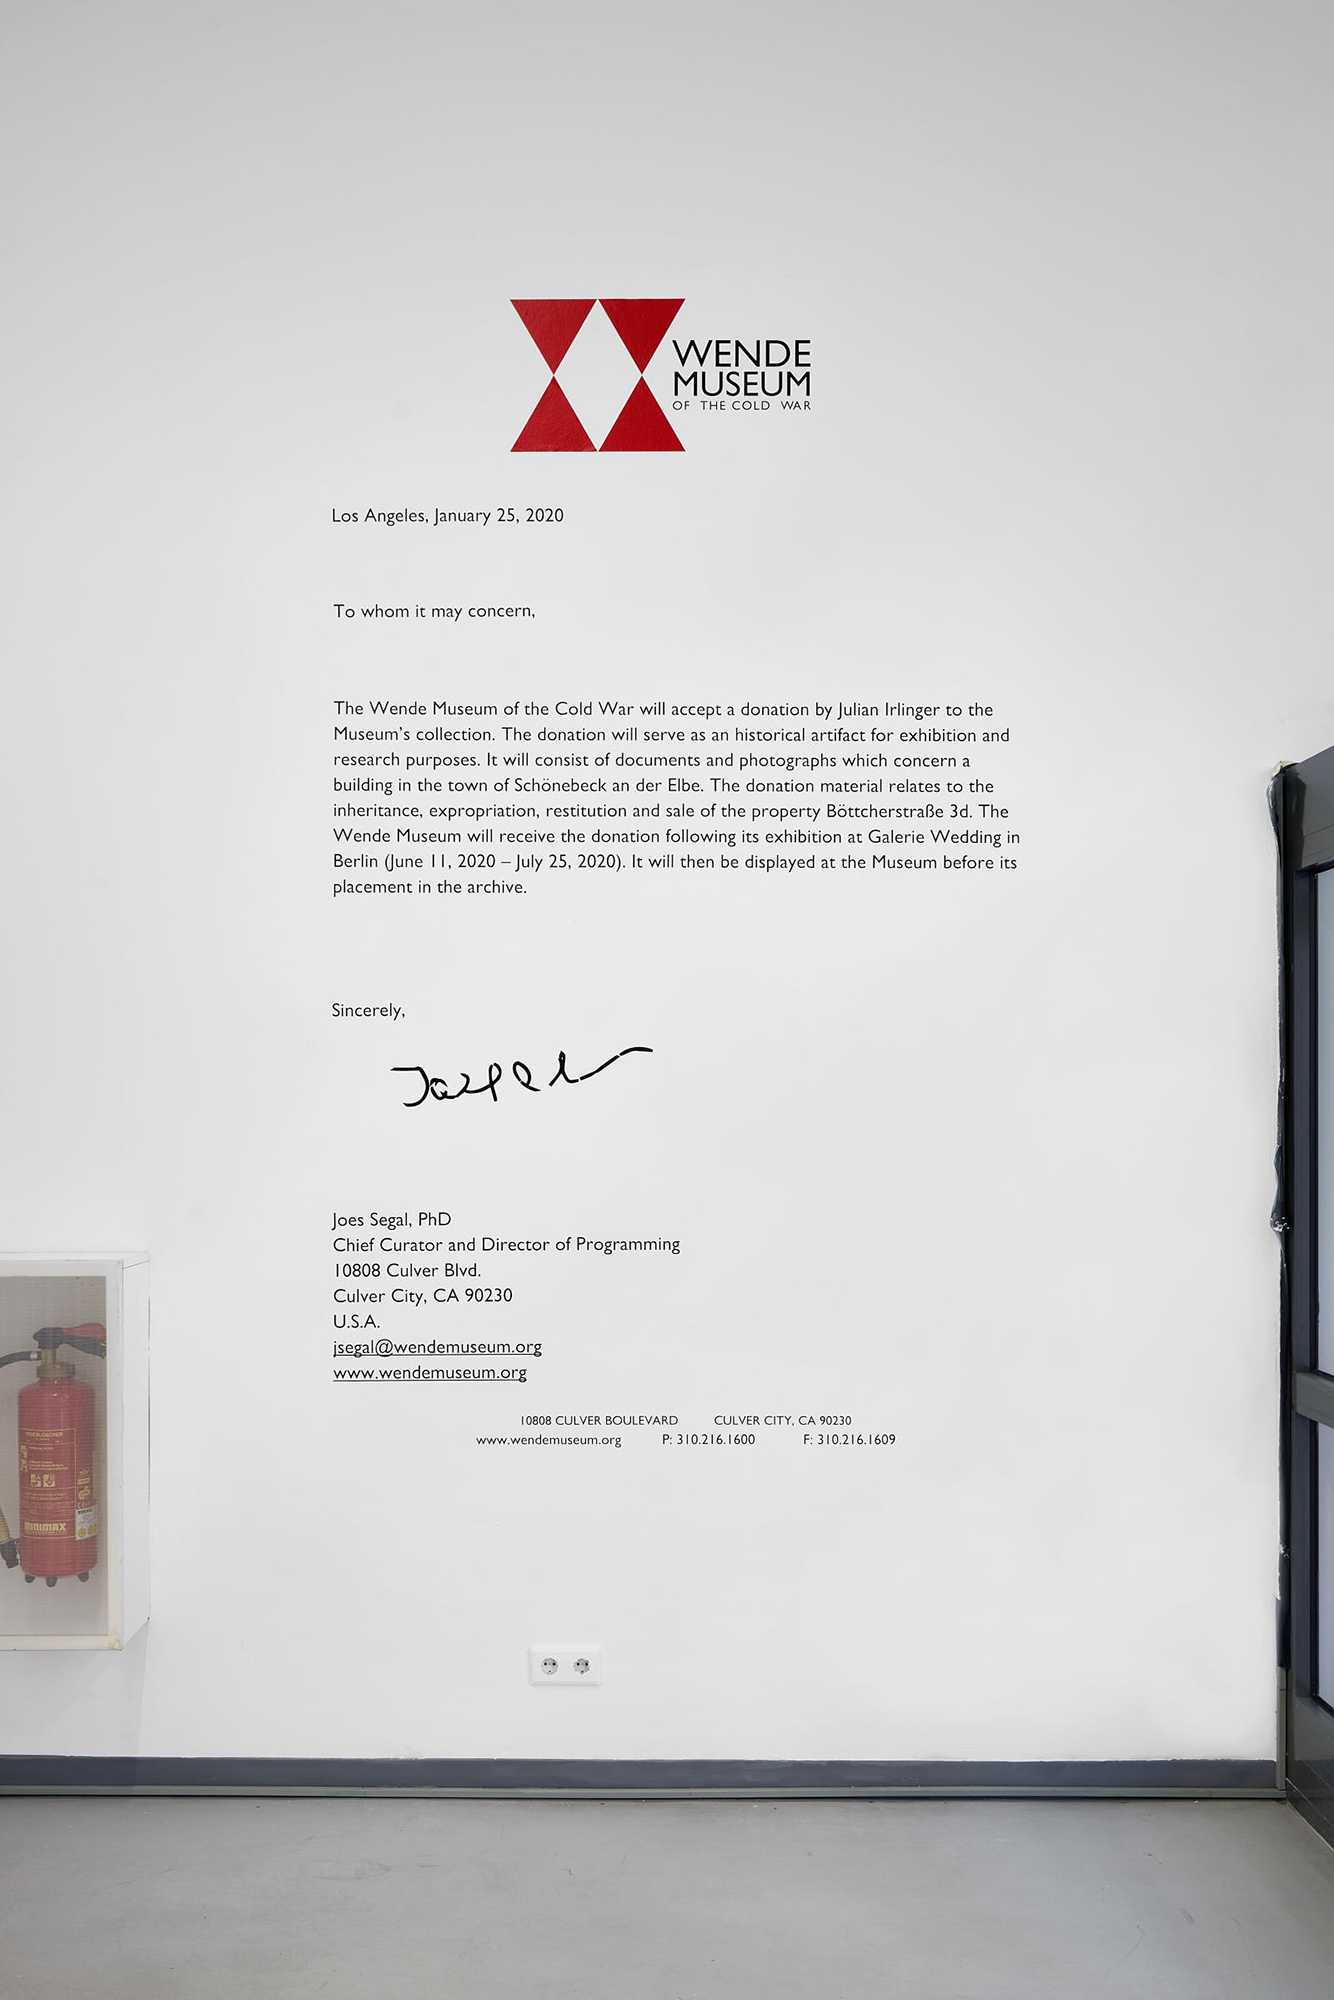 WENDE
MUSEUM
OF THE COLD WAR
Los Angeles, January 25, 2020
To whom it may concern,
The Wende Museum of the Cold War will accept a donation by Julian Irlinger to the
Museum's collection. The donation will serve as an historical artifact for exhibition and
research purposes. It will consist of documents and photographs which concern a
building in the town of Schönebeck an der Elbe. The donation material relates to the
inheritance, expropriation, restitution and sale of the property Böttcherstraße 3d. The
Wende Museum will receive the donation following its exhibition at Galerie Wedding in
Berlin (June 11, 2020 – July 25, 2020). It will then be displayed at the Museum before its
placement in the archive.
Sincerely,
Joes Segal, PhD
Chief Curator and Director of Programming
10808 Culver Blvd.
Culver City, CA 90230
U.S.A.
jsegal@wendemuseum.org
www.wendemuseum.org
10808 CULVER BOULEVARD CULVER CITY, CA 90230
www.wendemuseum.org P: 310.216.1600 F: 310.216.1609
FEUERLÖSCHER
MINIMAX